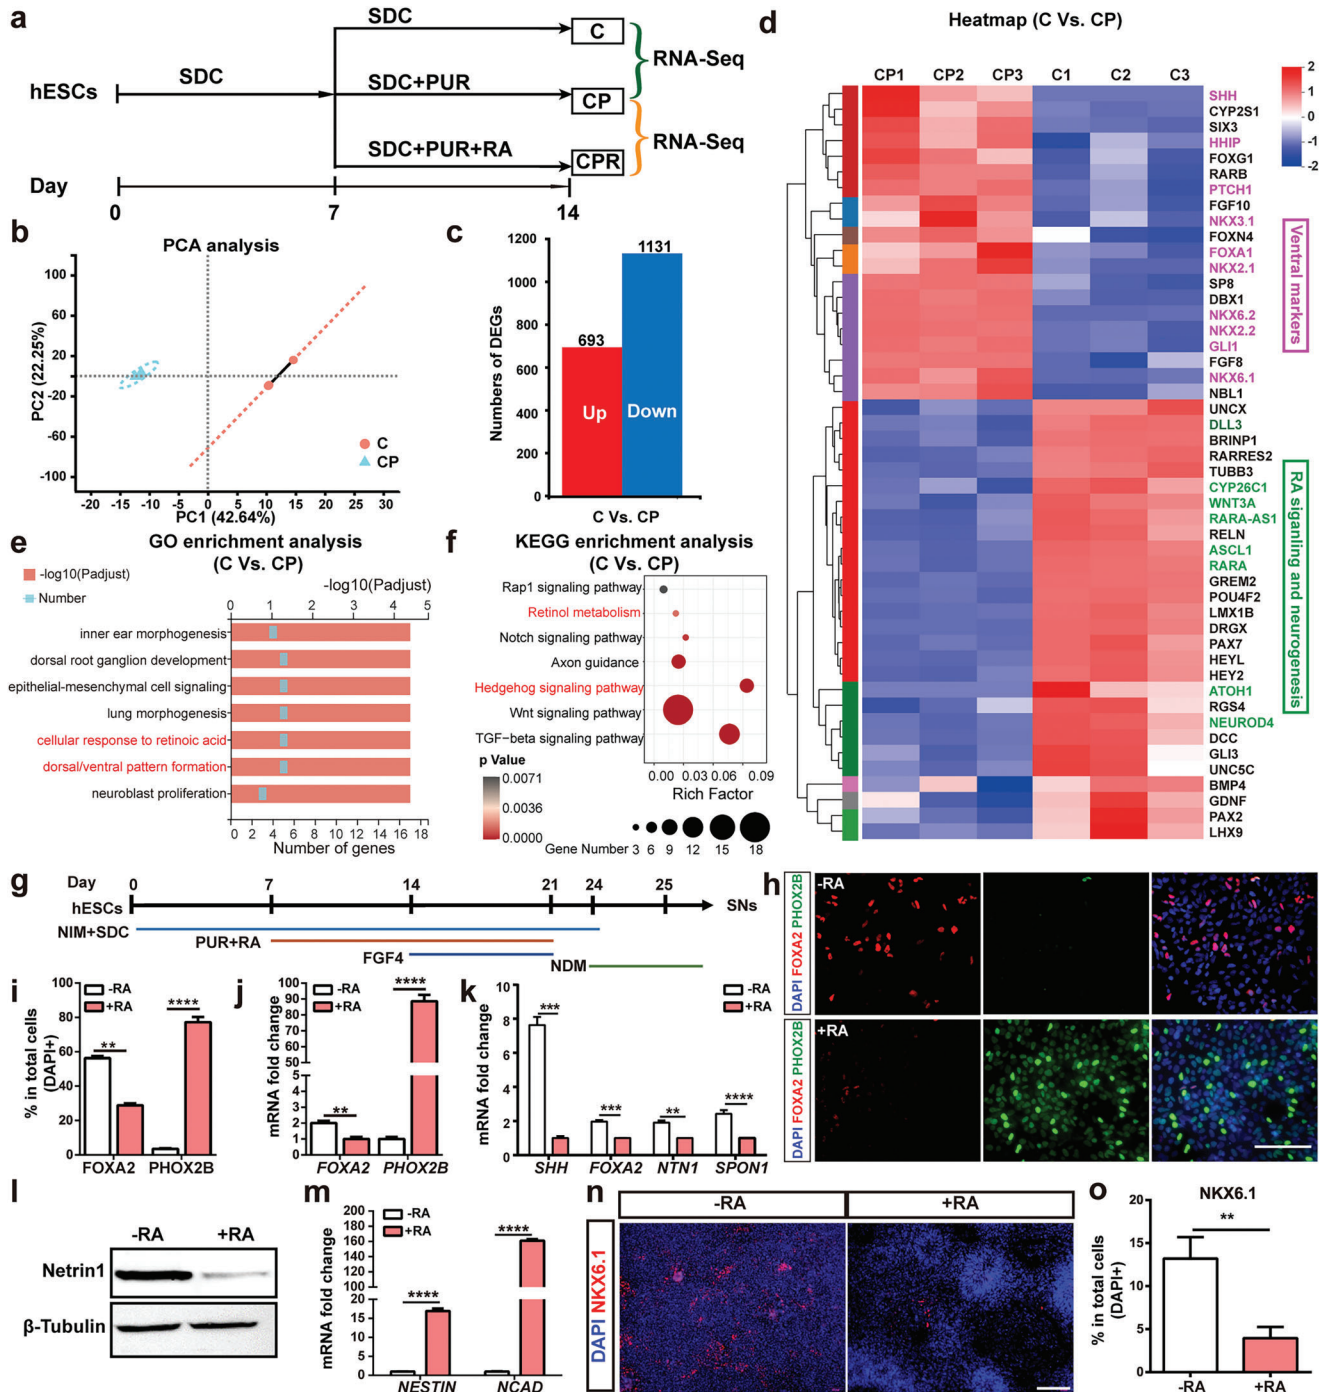 a
SDC
C
SDC
SDC+PUR
RNA-Seq
hESCs
CP
SDC+PUR+RA
RNA-Seq
CPR
Day
0
7
14
b
PCA analysis
100
60
20
-20
-60
-100
PC2 (22.25%)
-20 -15 -10 -5 0 5 10 15 20 25 30
PC1 (42.64%)
C
CP
c
1200
1000
800
600
400
200
0
Numbers of DEGs
693
1131
Up
Down
C Vs. CP
d
Heatmap (C Vs. CP)
CP1 CP2 CP3 C1 C2 C3
2
1
0
-1
-2
SHH
CYP2S1
SIX3
HHIP
FOXG1
RARB
PTCH1
FGF10
NKX3.1
FOXN4
FOXA1
NKX2.1
SP8
DBX1
NKX6.2
NKX2.2
GLI1
FGF8
NKX6.1
NBL1
UNCX
DLL3
BRINP1
RARRES2
TUBB3
CYP26C1
WNT3A
RARA-AS1
RELN
ASCL1
RARA
GREM2
POU4F2
LMX1B
DRGX
PAX7
HEYL
HEY2
ATOH1
RGS4
NEUROD4
DCC
GLI3
UNC5C
BMP4
GDNF
PAX2
LHX9
Ventral markers
RA siganling and neurogenesis
e
GO enrichment analysis
(C Vs. CP)
-log10(Padjust)
Number
-log10(Padjust)
0 1 2 3 4 5
inner ear morphogenesis
dorsal root ganglion development
epithelial-mesenchymal cell signaling
lung morphogenesis
cellular response to retinoic acid
dorsal/ventral pattern formation
neuroblast proliferation
0 2 4 6 8 10 12 14 16 18
Number of genes
f
KEGG enrichment analysis
(C Vs. CP)
Rap1 signaling pathway
Retinol metabolism
Notch signaling pathway
Axon guidance
Hedgehog signaling pathway
Wnt signaling pathway
TGF-beta signaling pathway
p Value
0.0071
0.0036
0.0000
0.00 0.03 0.06 0.09
Rich Factor
Gene Number 3 6 9 12 15 18
g
Day 0 7 14 21 24 25
hESCs
SNs
NIM+SDC
PUR+RA
FGF4
NDM
h
DAPI FOXA2 PHOX2B
-RA
DAPI FOXA2 PHOX2B
+RA
i
-RA
+RA
100
80
60
40
20
0
% in total cells
(DAPI+)
**
****
FOXA2 PHOX2B
j
-RA
+RA
100
90
80
70
60
50
5
4
3
2
1
0
mRNA fold change
**
****
FOXA2 PHOX2B
k
-RA
+RA
10
8
6
4
2
0
mRNA fold change
***
***
**
****
SHH FOXA2 NTN1 SPON1
l
-RA +RA
Netrin1
β-Tubulin
m
-RA
+RA
200
180
160
140
120
100
20
15
10
5
0
mRNA fold change
****
****
NESTIN NCAD
n
-RA +RA
DAPI NKX6.1
o
NKX6.1
20
15
10
5
0
% in total cells
(DAPI+)
**
-RA +RA